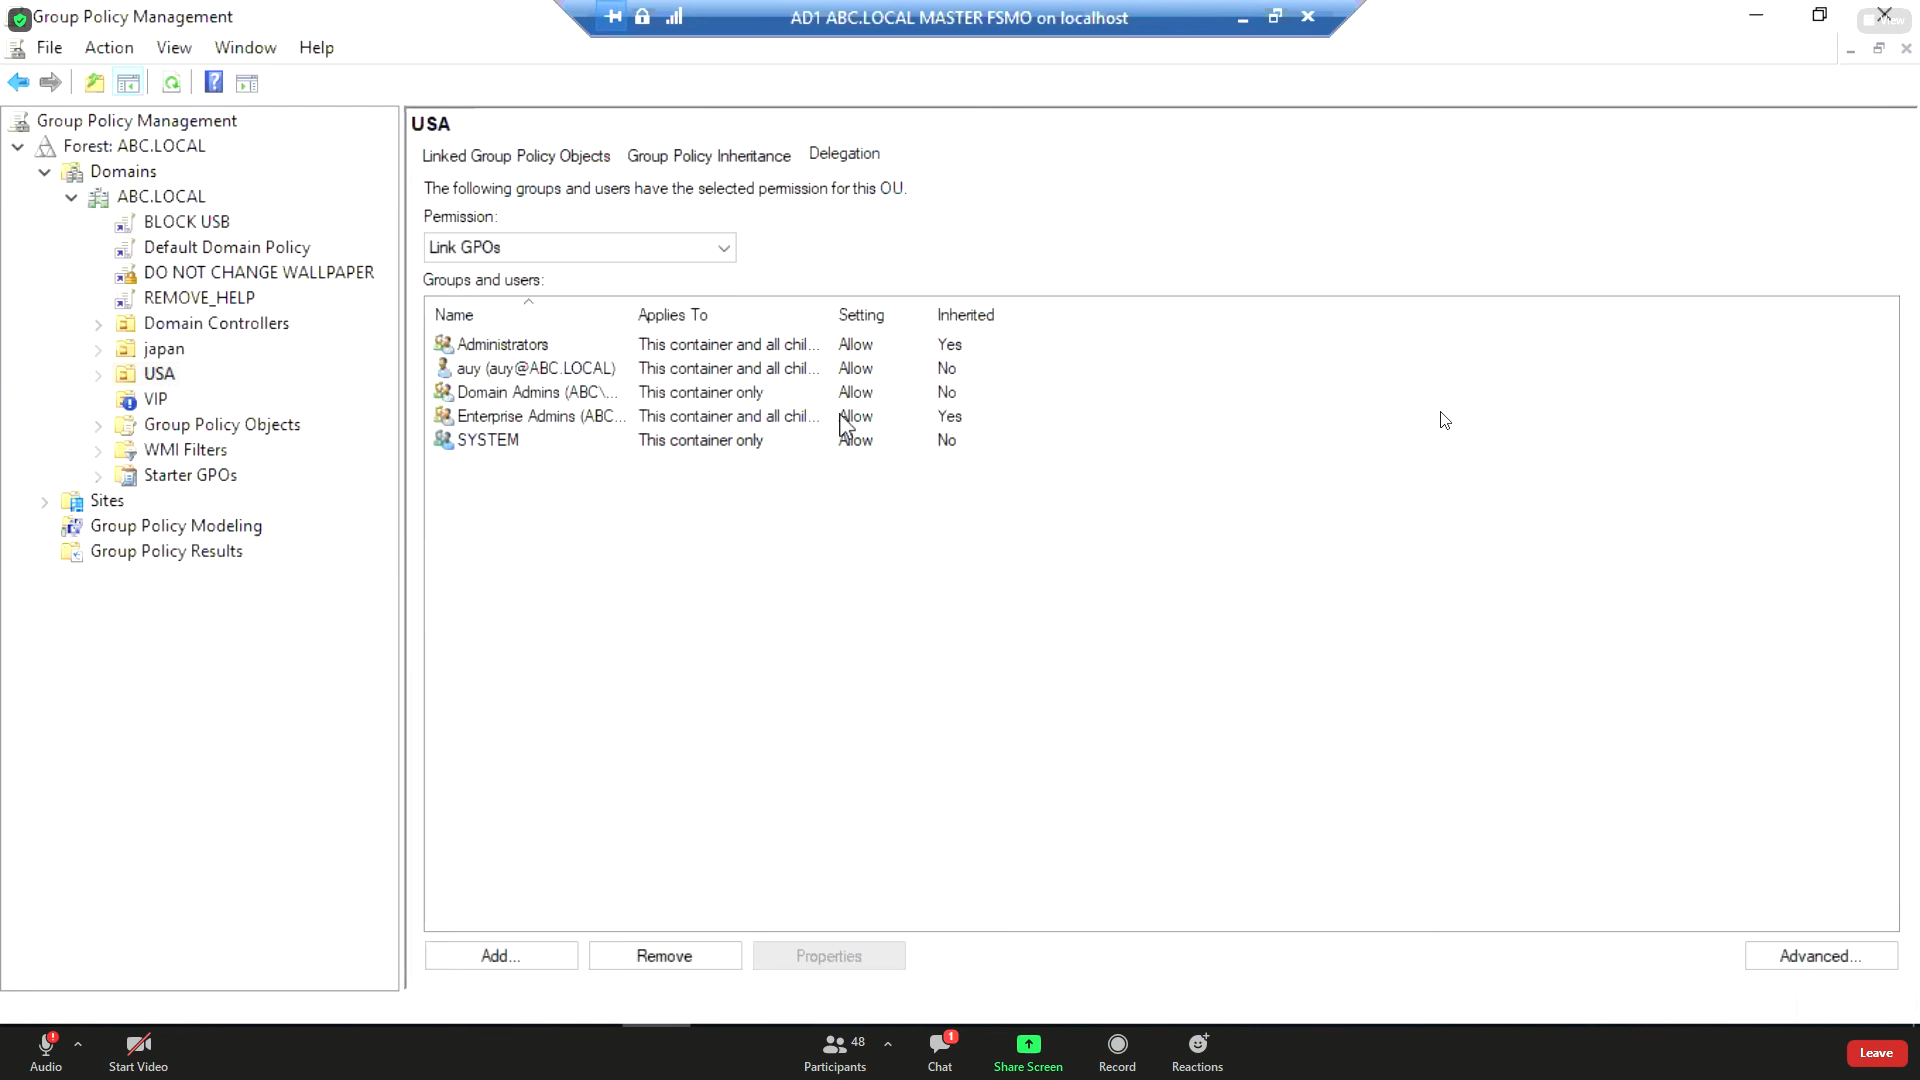 Group Policy Management
AD1 ABC.LOCAL MASTER FSMO on localhost
View
File Action View Window Help
Group Policy Management
Forest: ABC.LOCAL
Domains
ABC.LOCAL
BLOCK USB
Default Domain Policy
DO NOT CHANGE WALLPAPER
REMOVE_HELP
Domain Controllers
japan
USA
VIP
Group Policy Objects
WMI Filters
Starter GPOs
Sites
Group Policy Modeling
Group Policy Results
USA
Linked Group Policy Objects Group Policy Inheritance Delegation
The following groups and users have the selected permission for this OU.
Permission:
Link GPOs
Groups and users:
Name Applies To Setting Inherited
Administrators This container and all chil... Allow Yes
auy (auy@ABC.LOCAL) This container and all chil... Allow No
Domain Admins (ABC\... This container only Allow No
Enterprise Admins (ABC... This container and all chil... Allow Yes
SYSTEM This container only Allow No
Add... Remove Properties Advanced...
Audio Start Video Participants 48 Chat 1 Share Screen Record Reactions Leave